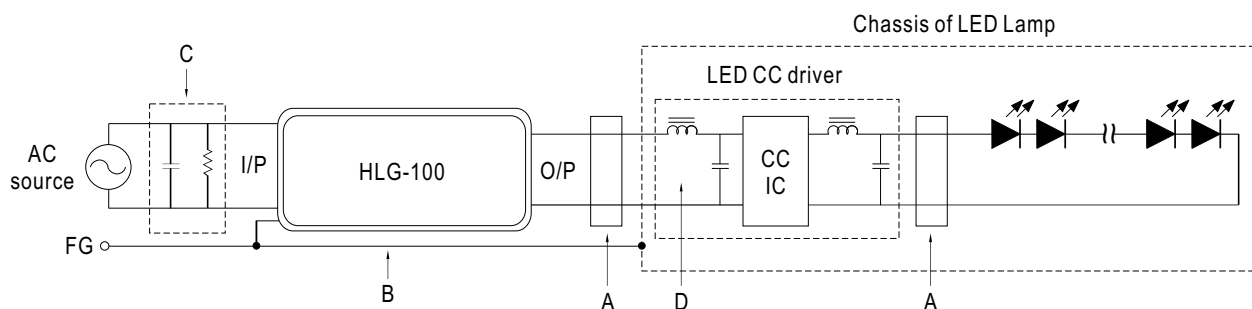 Chassis of LED Lamp
C
LED CC driver
AC
source
I/P
HLG-100
O/P
CC
IC
FG
B
A
D
A